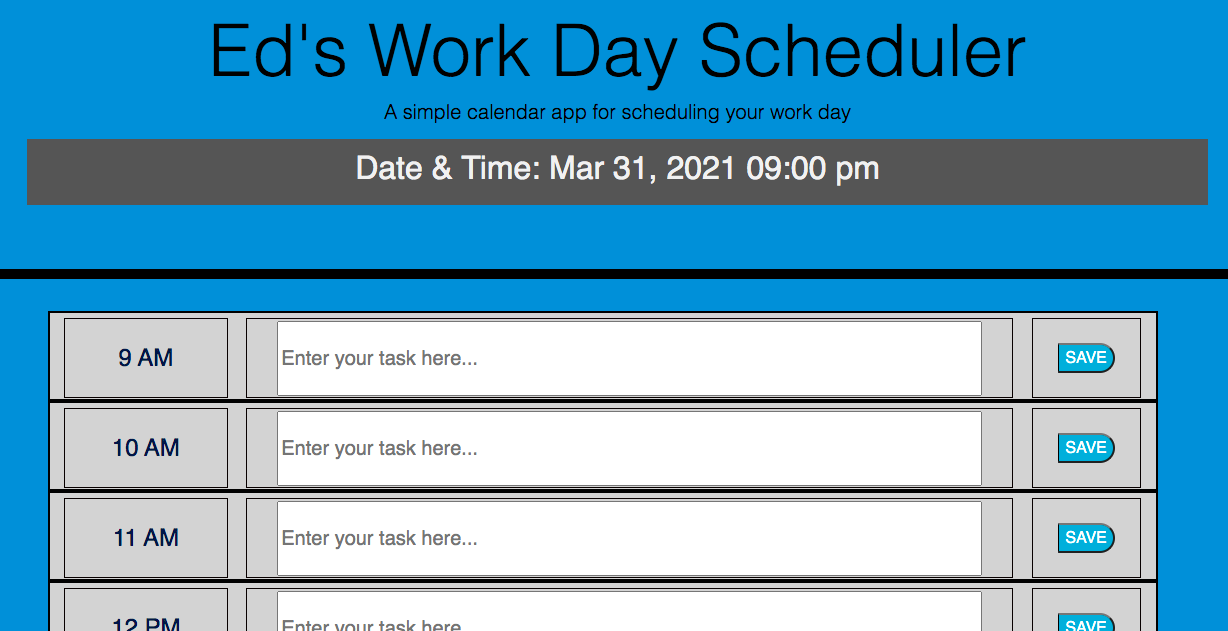 Ed's Work Day Scheduler
A simple calendar app for scheduling your work day
Date & Time: Mar 31, 2021 09:00 pm
9 AM
Enter your task here...
SAVE
10 AM
Enter your task here...
SAVE
11 AM
Enter your task here...
SAVE
12 PM
Enter your task here...
SAVE